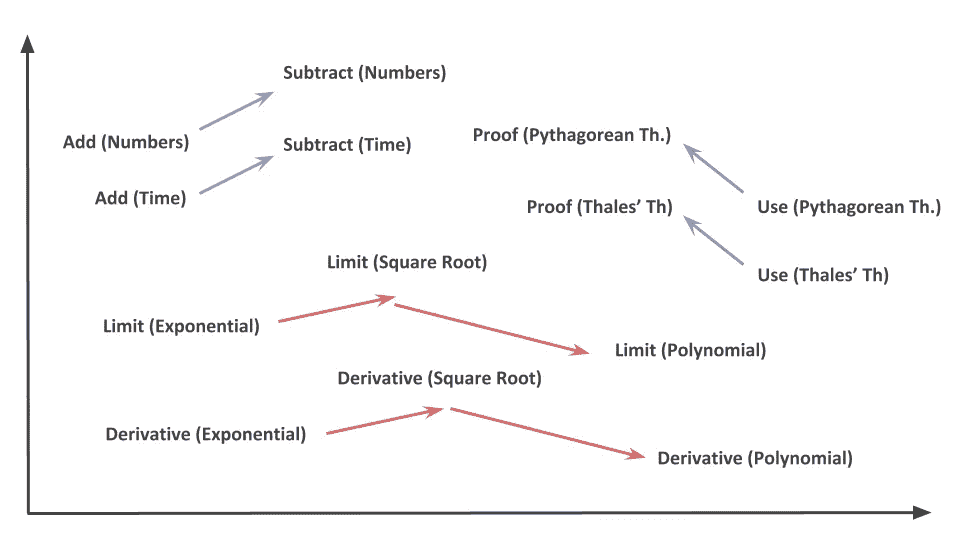 Subtract (Numbers)
Add (Numbers)
Subtract (Time)
Add (Time)
Proof (Pythagorean Th.)
Use (Pythagorean Th.)
Proof (Thales’ Th)
Use (Thales’ Th)
Limit (Square Root)
Limit (Exponential)
Limit (Polynomial)
Derivative (Square Root)
Derivative (Exponential)
Derivative (Polynomial)